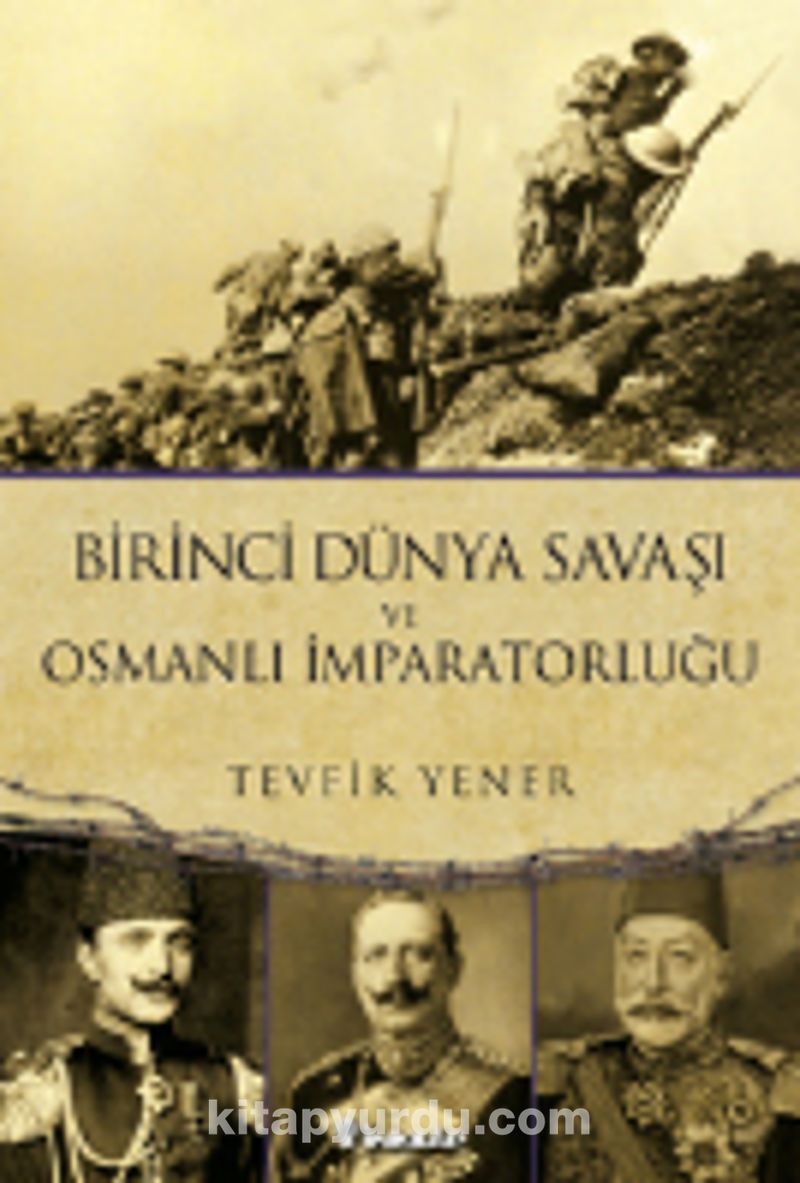 BİRİNCİ DÜNYA SAVAŞI
VE
OSMANLI İMPARATORLUĞU
TEVFİK YENER
kitapyurdu.com